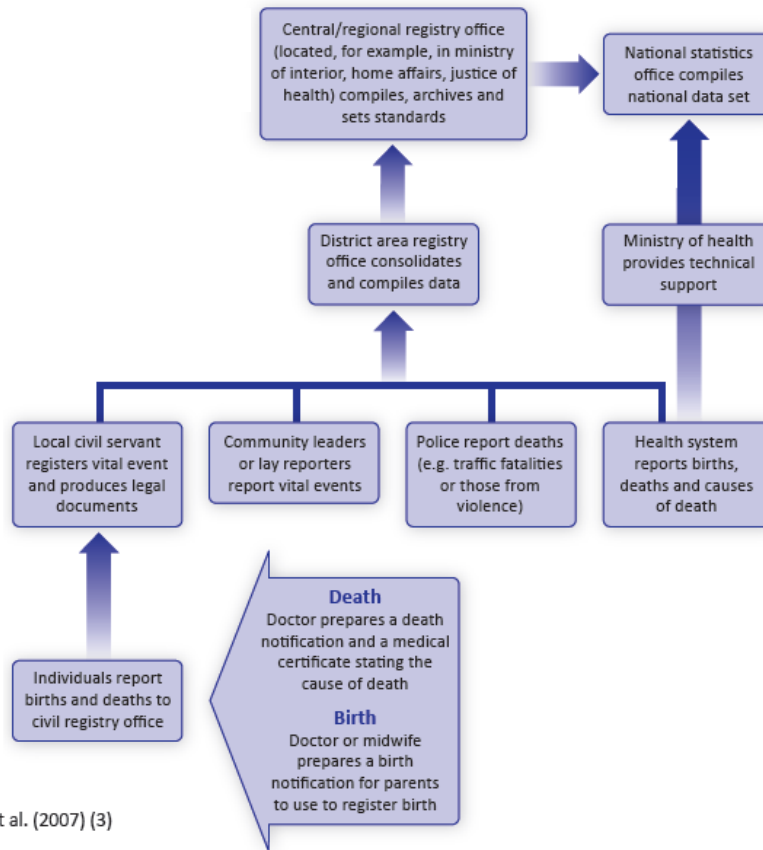 Central/regional registry office
(located, for example, in ministry
of interior, home affairs, justice of
health) compiles, archives and
sets standards
National statistics
office compiles
national data set
District area registry
office consolidates
and compiles data
Ministry of health
provides technical
support
Local civil servant
registers vital event
and produces legal
documents
Community leaders
or lay reporters
report vital events
Police report deaths
(e.g. traffic fatalities
or those from
violence)
Health system
reports births,
deaths and causes
of death
Individuals report
births and deaths to
civil registry office
Death
Doctor prepares a death
notification and a medical
certificate stating the
cause of death
Birth
Doctor or midwife
prepares a birth
notification for parents
to use to register birth
t al. (2007) (3)